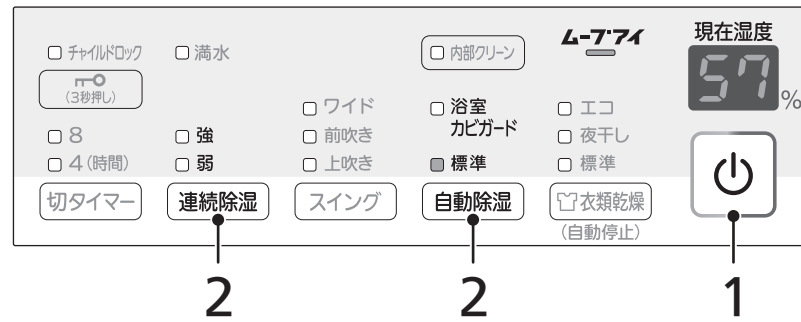 チャイルドロック
(3秒押し)
8
4(時間)
切タイマー
満水
強
弱
連続除湿
ワイド
前吹き
上吹き
スイング
内部クリーン
浴室
カビガード
標準
自動除湿
ムーブアイ
エコ
夜干し
標準
衣類乾燥
(自動停止)
現在湿度
57%
2
2
1